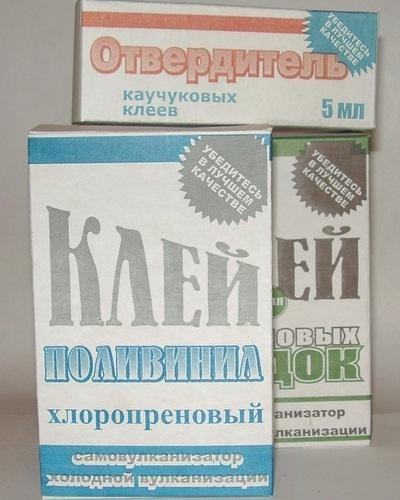 Отвердитель
каучуковых
клеев
5 мл
УБЕДИТЕСЬ
В ЛУЧШЕМ
КАЧЕСТВЕ
УБЕДИТЕСЬ
В ЛУЧШЕМ
КАЧЕСТВЕ
КЛЕЙ
ПОЛИВИНИЛ
хлоропреновый
самовулканизатор
холодной вулканизации
УБЕДИТЕСЬ
В ЛУЧШЕМ
КАЧЕСТВЕ
ЕЙ
НОВЫХ
ДОК
анизатор
лканизации